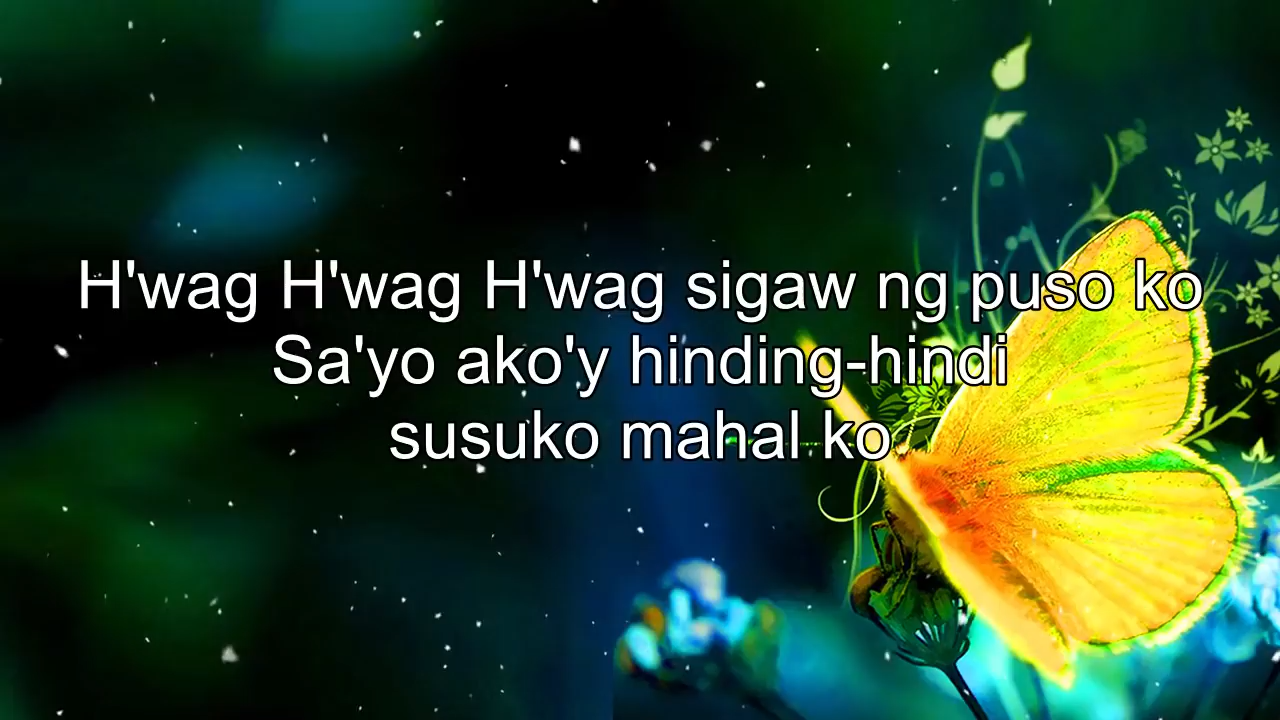 H'wag H'wag H'wag sigaw ng puso ko
Sa'yo ako'y hinding-hindi
susuko mahal ko